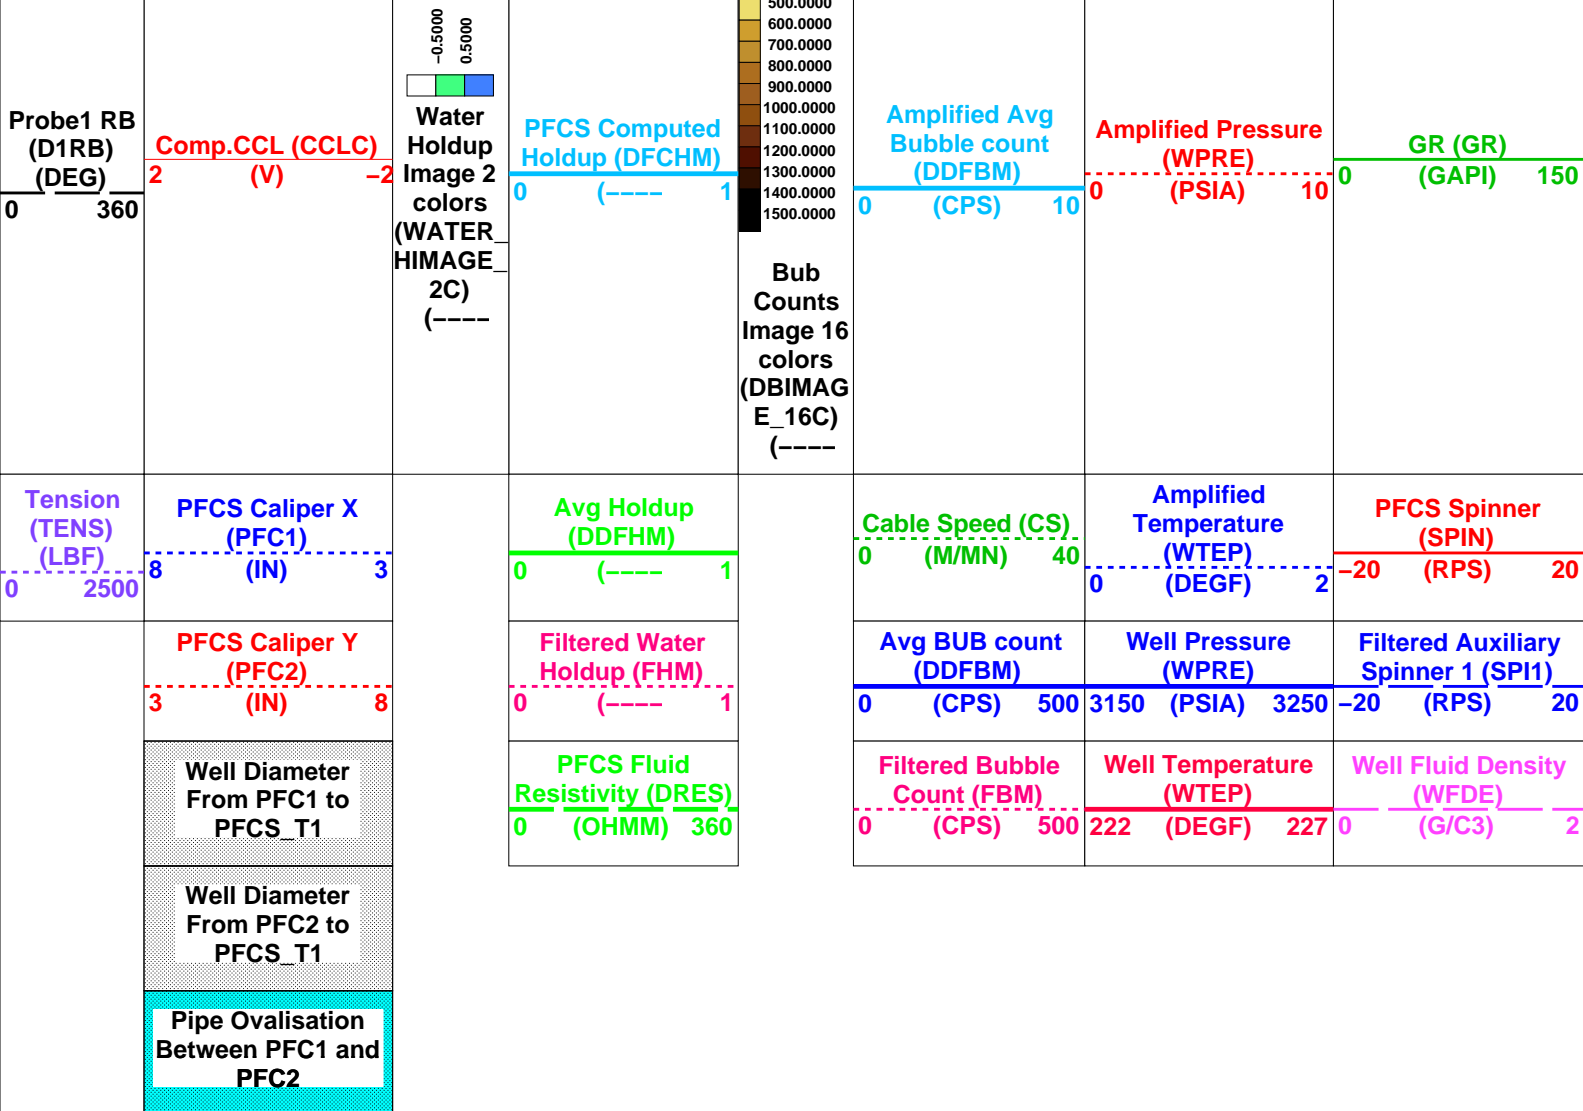 Probe1 RB
(D1RB)
(DEG)
0 360
Comp.CCL (CCLC)
2 (V) −2
−0.5000
0.5000
Water
Holdup
Image 2
colors
(WATER_
HIMAGE_
2C)
(−−−−
PFCS Computed
Holdup (DFCHM)
0 (−−−− 1
500.0000
600.0000
700.0000
800.0000
900.0000
1000.0000
1100.0000
1200.0000
1300.0000
1400.0000
1500.0000
Bub
Counts
Image 16
colors
(DBIMAG
E_16C)
(−−−−
Amplified Avg
Bubble count
(DDFBM)
0 (CPS) 10
Amplified Pressure
(WPRE)
0 (PSIA) 10
GR (GR)
0 (GAPI) 150
Tension
(TENS)
(LBF)
0 2500
PFCS Caliper X
(PFC1)
8 (IN) 3
Avg Holdup
(DDFHM)
0 (−−−− 1
Cable Speed (CS)
0 (M/MN) 40
Amplified
Temperature
(WTEP)
0 (DEGF) 2
PFCS Spinner
(SPIN)
−20 (RPS) 20
PFCS Caliper Y
(PFC2)
3 (IN) 8
Filtered Water
Holdup (FHM)
0 (−−−− 1
Avg BUB count
(DDFBM)
0 (CPS) 500
Well Pressure
(WPRE)
3150 (PSIA) 3250
Filtered Auxiliary
Spinner 1 (SPI1)
−20 (RPS) 20
Well Diameter
From PFC1 to
PFCS_T1
PFCS Fluid
Resistivity (DRES)
0 (OHMM) 360
Filtered Bubble
Count (FBM)
0 (CPS) 500
Well Temperature
(WTEP)
222 (DEGF) 227
Well Fluid Density
(WFDE)
0 (G/C3) 2
Well Diameter
From PFC2 to
PFCS_T1
Pipe Ovalisation
Between PFC1 and
PFC2